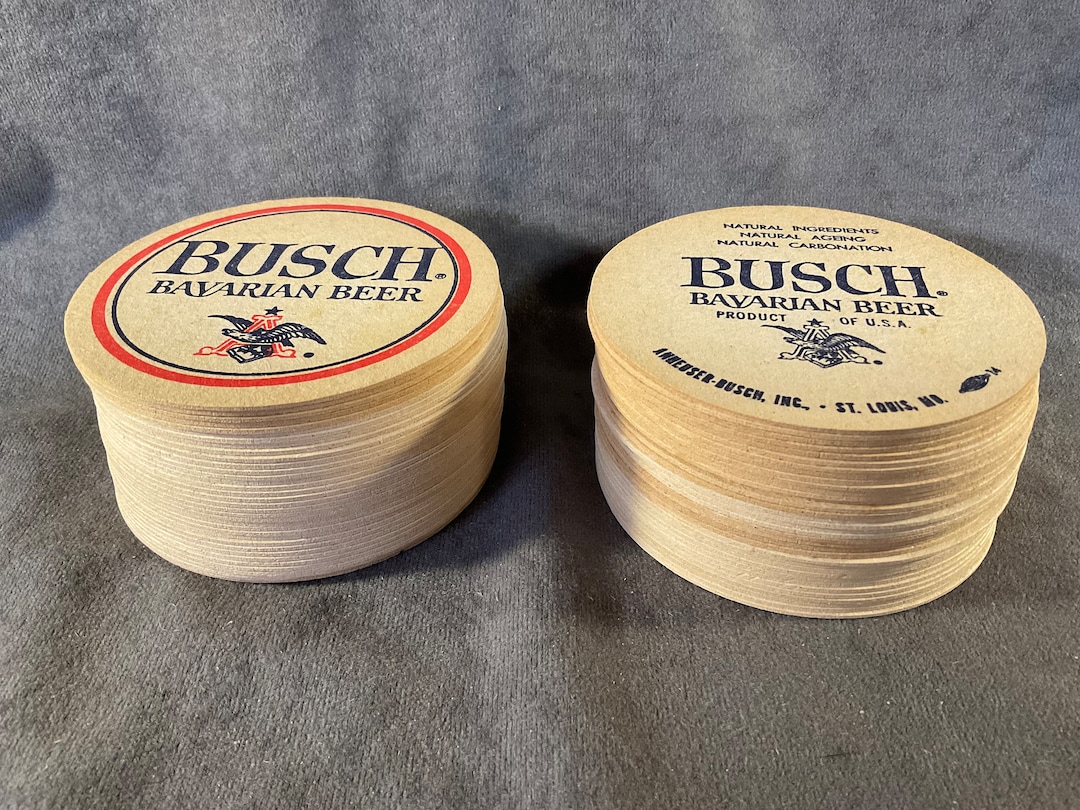 BUSCH®
BAVARIAN BEER
NATURAL INGREDIENTS
NATURAL AGEING
NATURAL CARBONATION
BUSCH®
BAVARIAN BEER
PRODUCT OF U.S.A.
ANHEUSER-BUSCH, INC., • ST. LOUIS, MO.
14